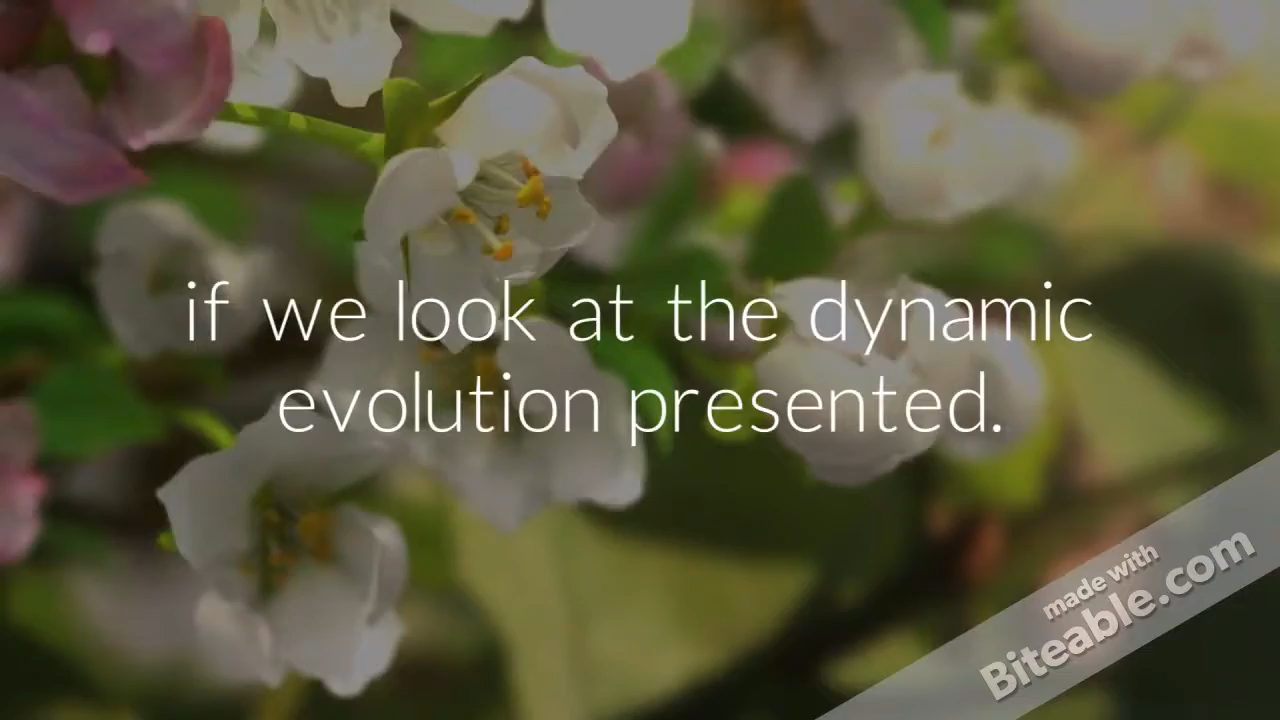 if we look at the dynamic
evolution presented.
made with
Biteable.com